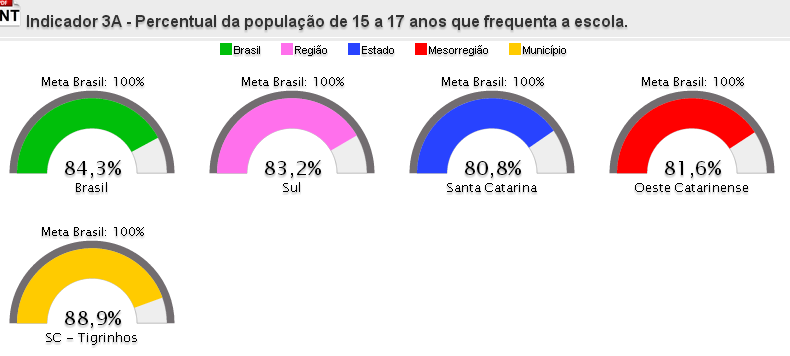 PDF
NT
Indicador 3A - Percentual da população de 15 a 17 anos que frequenta a escola.
Brasil Região Estado Mesorregião Município
Meta Brasil: 100% Meta Brasil: 100% Meta Brasil: 100% Meta Brasil: 100%
84,3% 83,2% 80,8% 81,6%
Brasil Sul Santa Catarina Oeste Catarinense
Meta Brasil: 100%
88,9%
SC - Tigrinhos